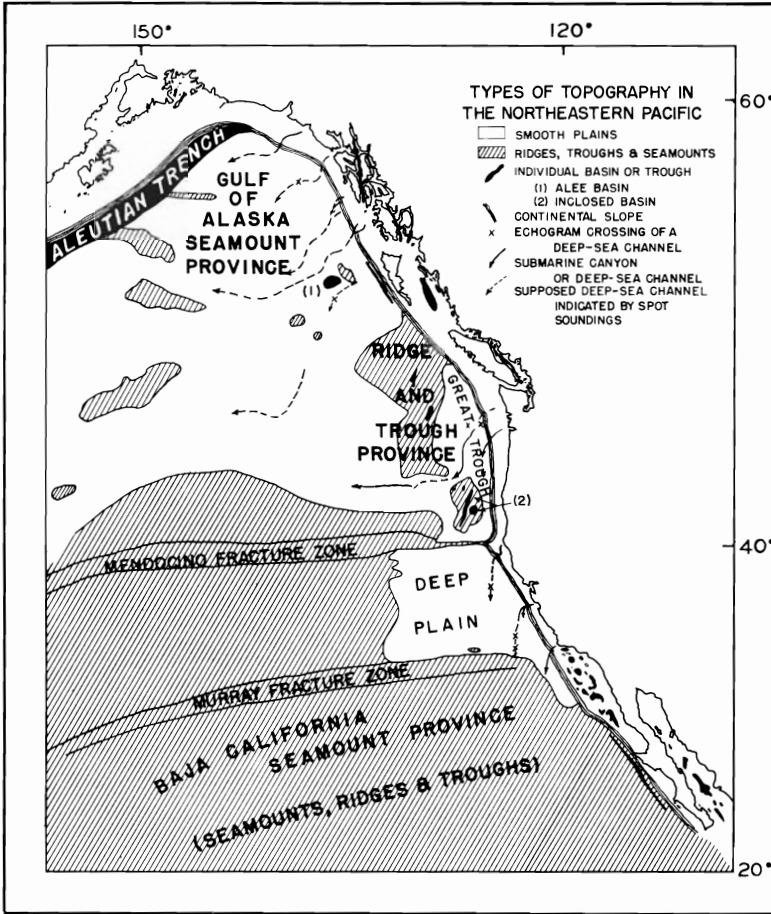 150°
120°
60°
TYPES OF TOPOGRAPHY IN
THE NORTHEASTERN PACIFIC
SMOOTH PLAINS
RIDGES, TROUGHS & SEAMOUNTS
INDIVIDUAL BASIN OR TROUGH
(1) ALEE BASIN
(2) INCLOSED BASIN
CONTINENTAL SLOPE
ECHOGRAM CROSSING OF A
DEEP-SEA CHANNEL
SUBMARINE CANYON
OR DEEP-SEA CHANNEL
SUPPOSED DEEP-SEA CHANNEL
INDICATED BY SPOT
SOUNDINGS
ALEUTIAN TRENCH
GULF
OF
ALASKA
SEAMOUNT
PROVINCE
(1)
RIDGE
AND
TROUGH
PROVINCE
GREAT TROUGH
(2)
40°
MENDOCINO FRACTURE ZONE
DEEP
PLAIN
MURRAY FRACTURE ZONE
BAJA CALIFORNIA
SEAMOUNT PROVINCE
(SEAMOUNTS, RIDGES & TROUGHS)
20°